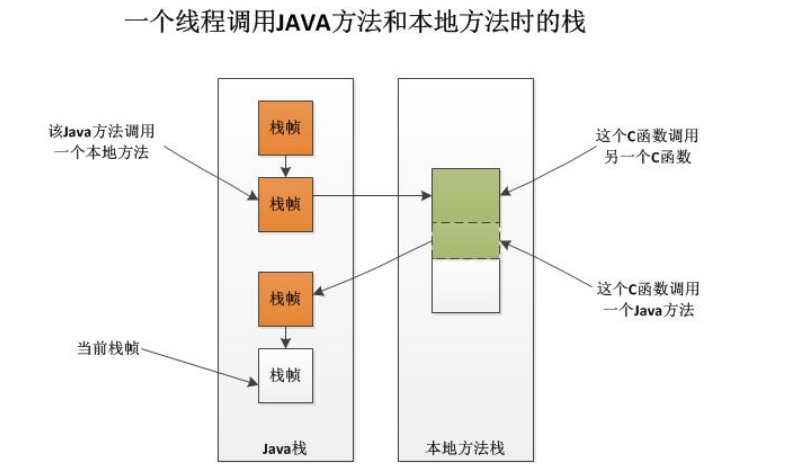 一个线程调用JAVA方法和本地方法时的栈
该Java方法调用
一个本地方法
栈帧
栈帧
栈帧
当前栈帧
栈帧
Java栈
这个C函数调用
另一个C函数
这个C函数调用
一个Java方法
本地方法栈